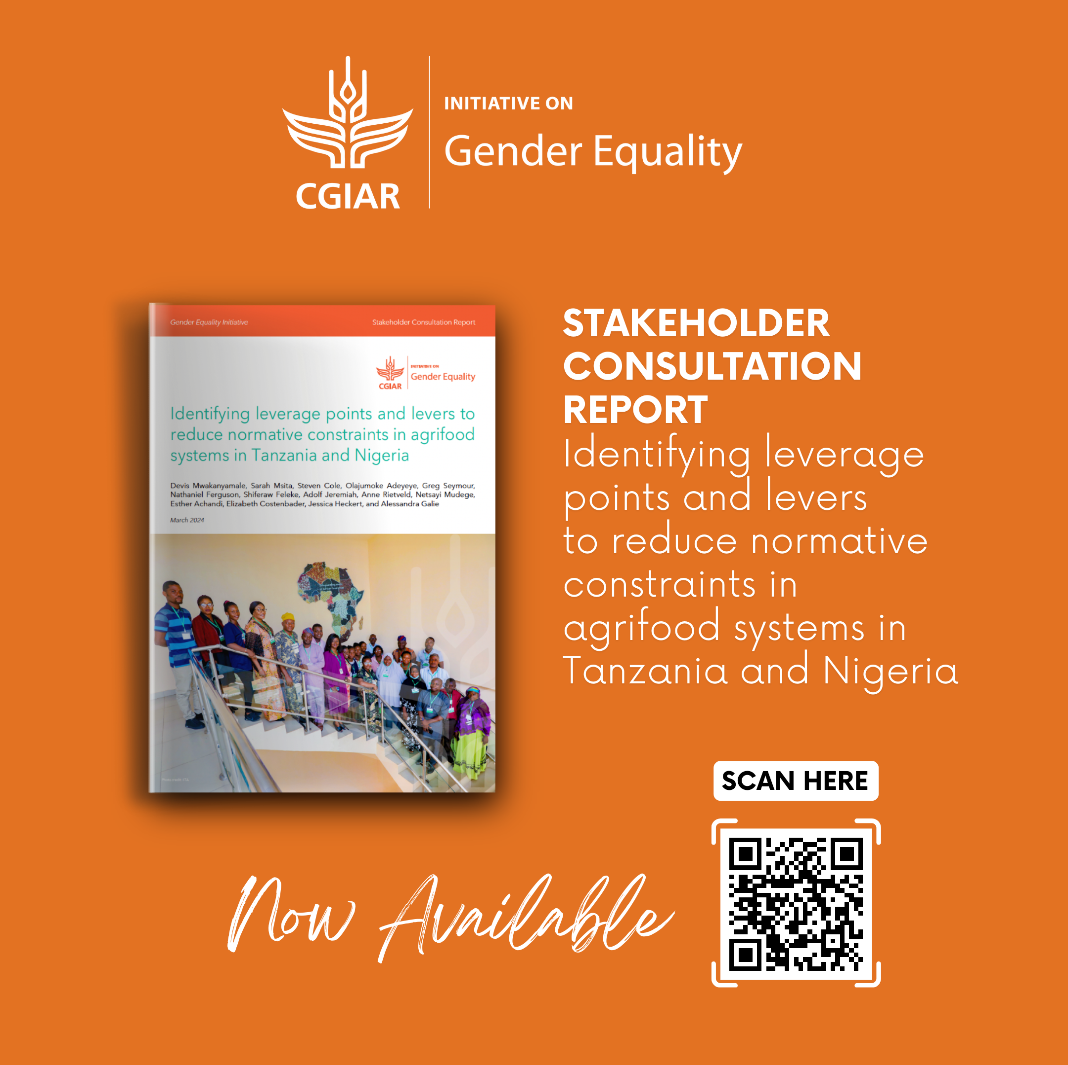 INITIATIVE ON
Gender Equality
CGIAR
Gender Equality Initiative
Stakeholder Consultation Report
INITIATIVE ON
Gender Equality
CGIAR
Identifying leverage points and levers to
reduce normative constraints in agrifood
systems in Tanzania and Nigeria
Devis Mwakanyamale, Sarah Msita, Steven Cole, Olajumoke Adeyeye, Greg Seymour,
Nathaniel Ferguson, Shiferaw Feleke, Adolf Jeremiah, Anne Rietveld, Netsayi Mudege,
Esther Achandi, Elizabeth Costenbader, Jessica Heckert, and Alessandra Galie
March 2024
STAKEHOLDER
CONSULTATION
REPORT
Identifying leverage
points and levers
to reduce normative
constraints in
agrifood systems in
Tanzania and Nigeria
SCAN HERE
Now Available